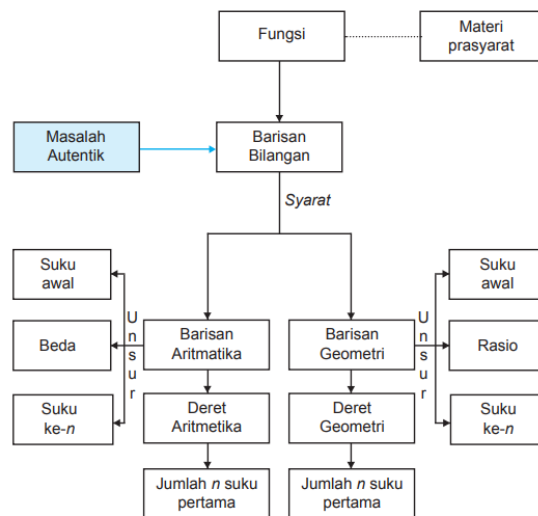 Fungsi
Materi
prasyarat
Masalah
Autentik
Barisan
Bilangan
Syarat
Suku
awal
Beda
Suku
ke-n
Unsur
Barisan
Aritmatika
Deret
Aritmetika
Jumlah n suku
pertama
Barisan
Geometri
Deret
Geometri
Jumlah n suku
pertama
Unsur
Suku
awal
Rasio
Suku
ke-n